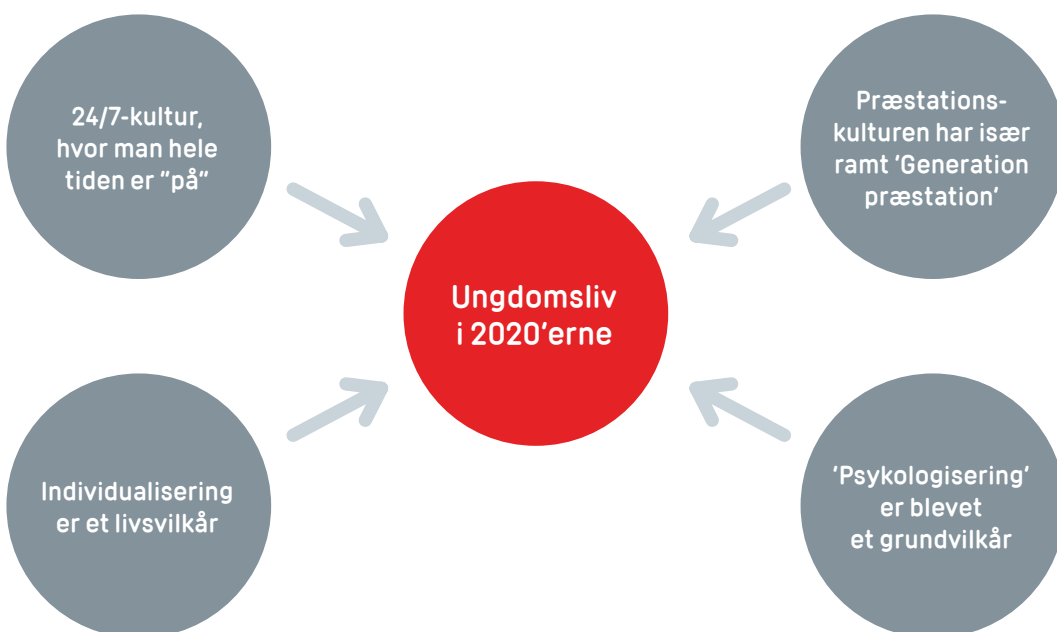 24/7-kultur,
hvor man hele
tiden er "på"
Præstations-
kulturen har især
ramt 'Generation
præstation'
Ungdomsliv
i 2020'erne
Individualisering
er et livsvilkår
'Psykologisering'
er blevet
et grundvilkår